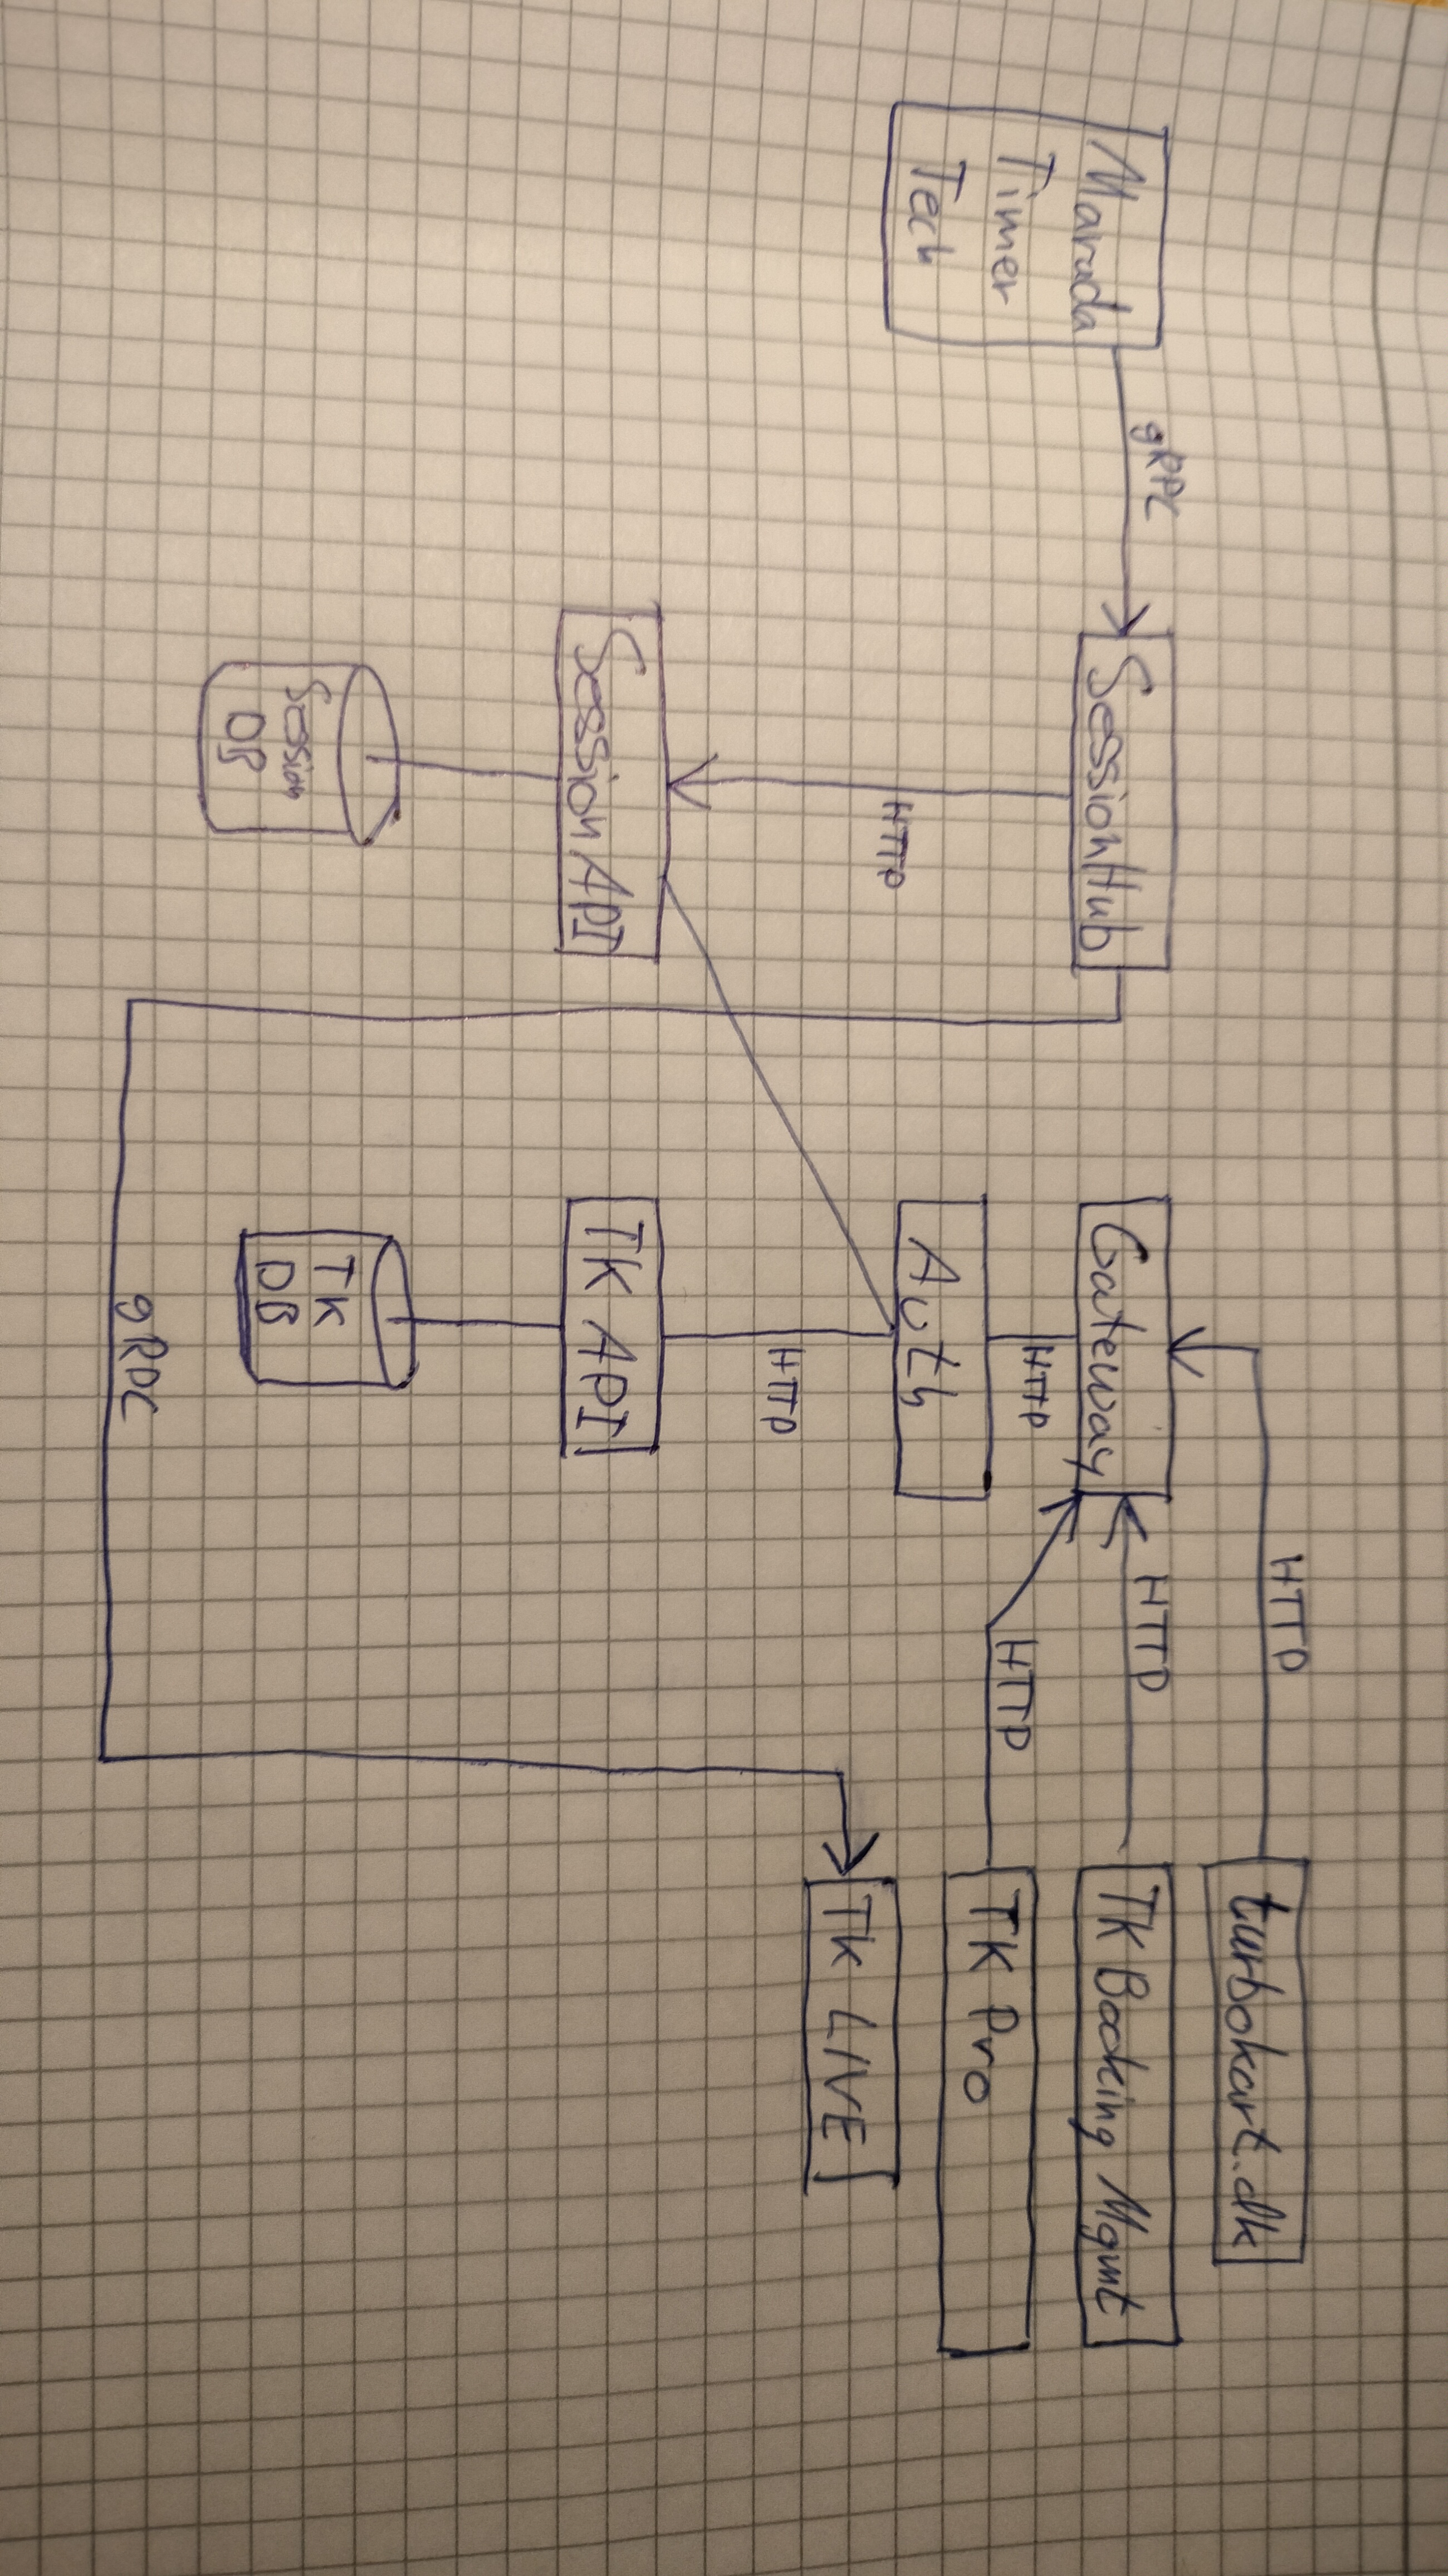 HTTP
turbokart.dk
gRPC
HTTP
Marada
Timer
Tech
SessionHub
Gateway
TK Booking Mgmt
HTTP
HTTP
TK Pro
Auth
HTTP
TK LIVE
HTTP
Session API
TK API
Session
DB
TK
DB
gRPC